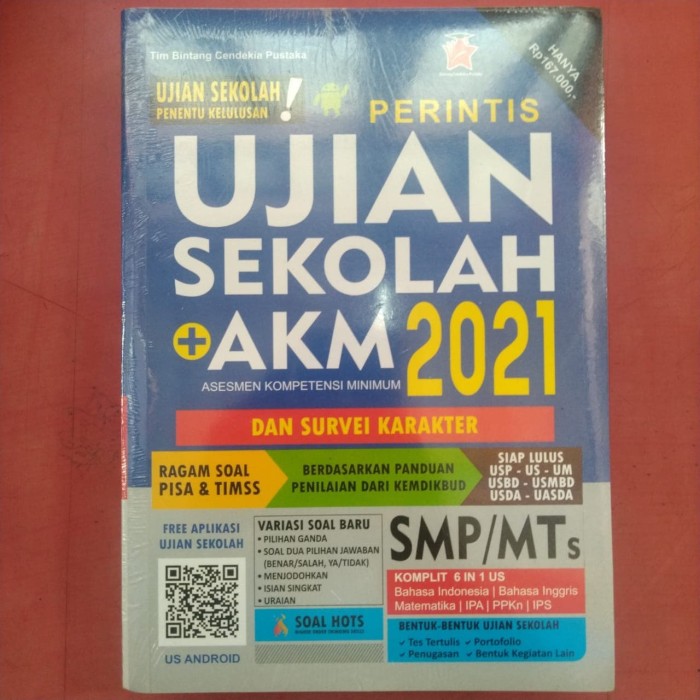 Tim Bintang Cendekia Pustaka
HANYA
Rp167.000,-
UJIAN SEKOLAH
PENENTU KELULUSAN !
PERINTIS
UJIAN
SEKOLAH
+AKM 2021
ASESMEN KOMPETENSI MINIMUM
DAN SURVEI KARAKTER
RAGAM SOAL
PISA & TIMSS
BERDASARKAN PANDUAN
PENILAIAN DARI KEMDIKBUD
SIAP LULUS
USP - US - UM
USBD - USMBD
USDA - UASDA
FREE APLIKASI
UJIAN SEKOLAH
US ANDROID
VARIASI SOAL BARU
• PILIHAN GANDA
• SOAL DUA PILIHAN JAWABAN
(BENAR/SALAH, YA/TIDAK)
• MENJODOHKAN
• ISIAN SINGKAT
• URAIAN
SOAL HOTS
HIGHER ORDER THINKING SKILLS
SMP/MTs
KOMPLIT 6 IN 1 US
Bahasa Indonesia | Bahasa Inggris
Matematika | IPA | PPKn | IPS
BENTUK-BENTUK UJIAN SEKOLAH
✓ Tes Tertulis ✓ Portofolio
✓ Penugasan ✓ Bentuk Kegiatan Lain